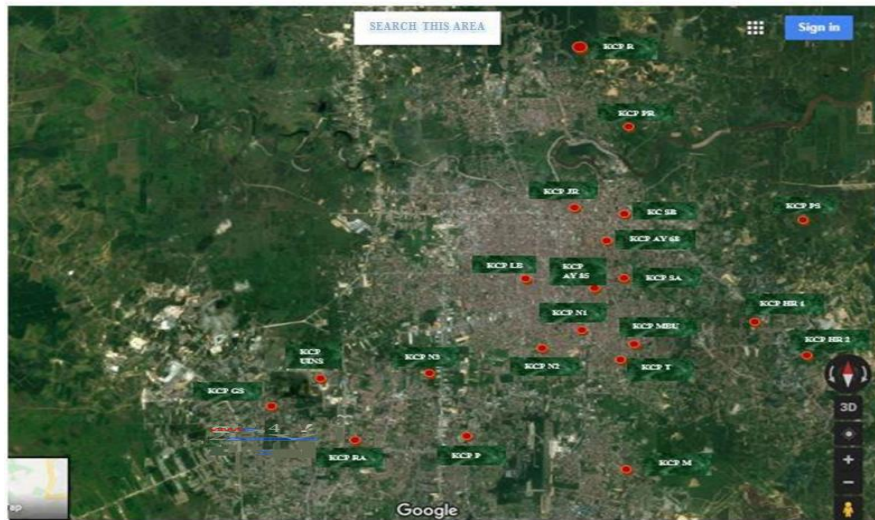 SEARCH THIS AREA
Sign in
KCP R
KCP PR
KCP JR
KC SB
KCP PS
KCP AY 68
KCP LB
KCP
AY 85
KCP SA
KCP HR 1
KCP N1
KCP MEU
KCP HR 2
KCP
UINS
KCP N3
KCP N2
KCP T
KCP GS
3D
KCP RA
KCP P
KCP M
Google